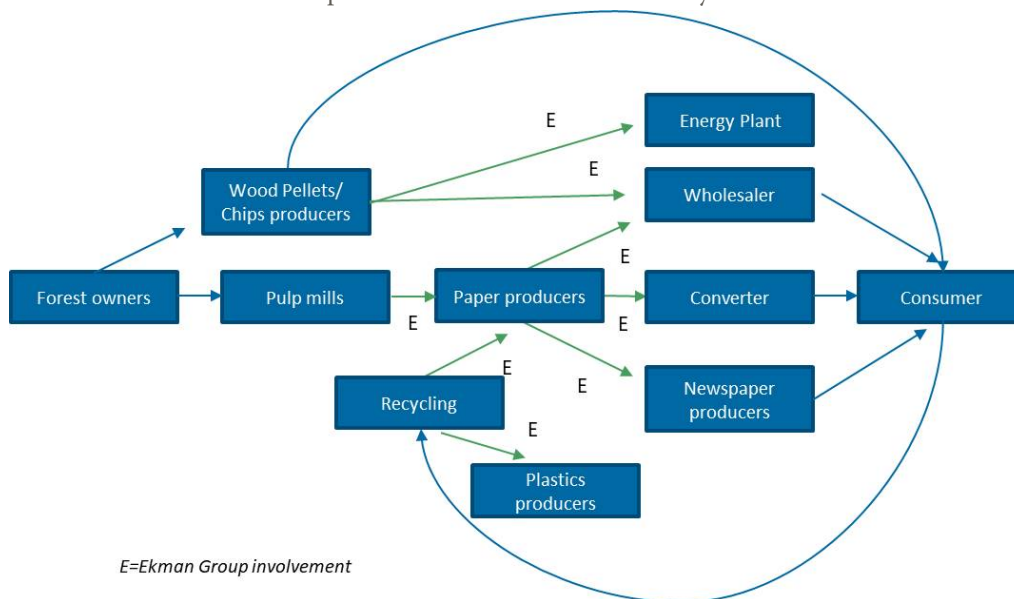 E
Energy Plant
E
Wood Pellets/
Chips producers
Wholesaler
E
Forest owners
Pulp mills
Paper producers
Converter
Consumer
E
E
E
E
Newspaper
producers
Recycling
E
Plastics
producers
E=Ekman Group involvement